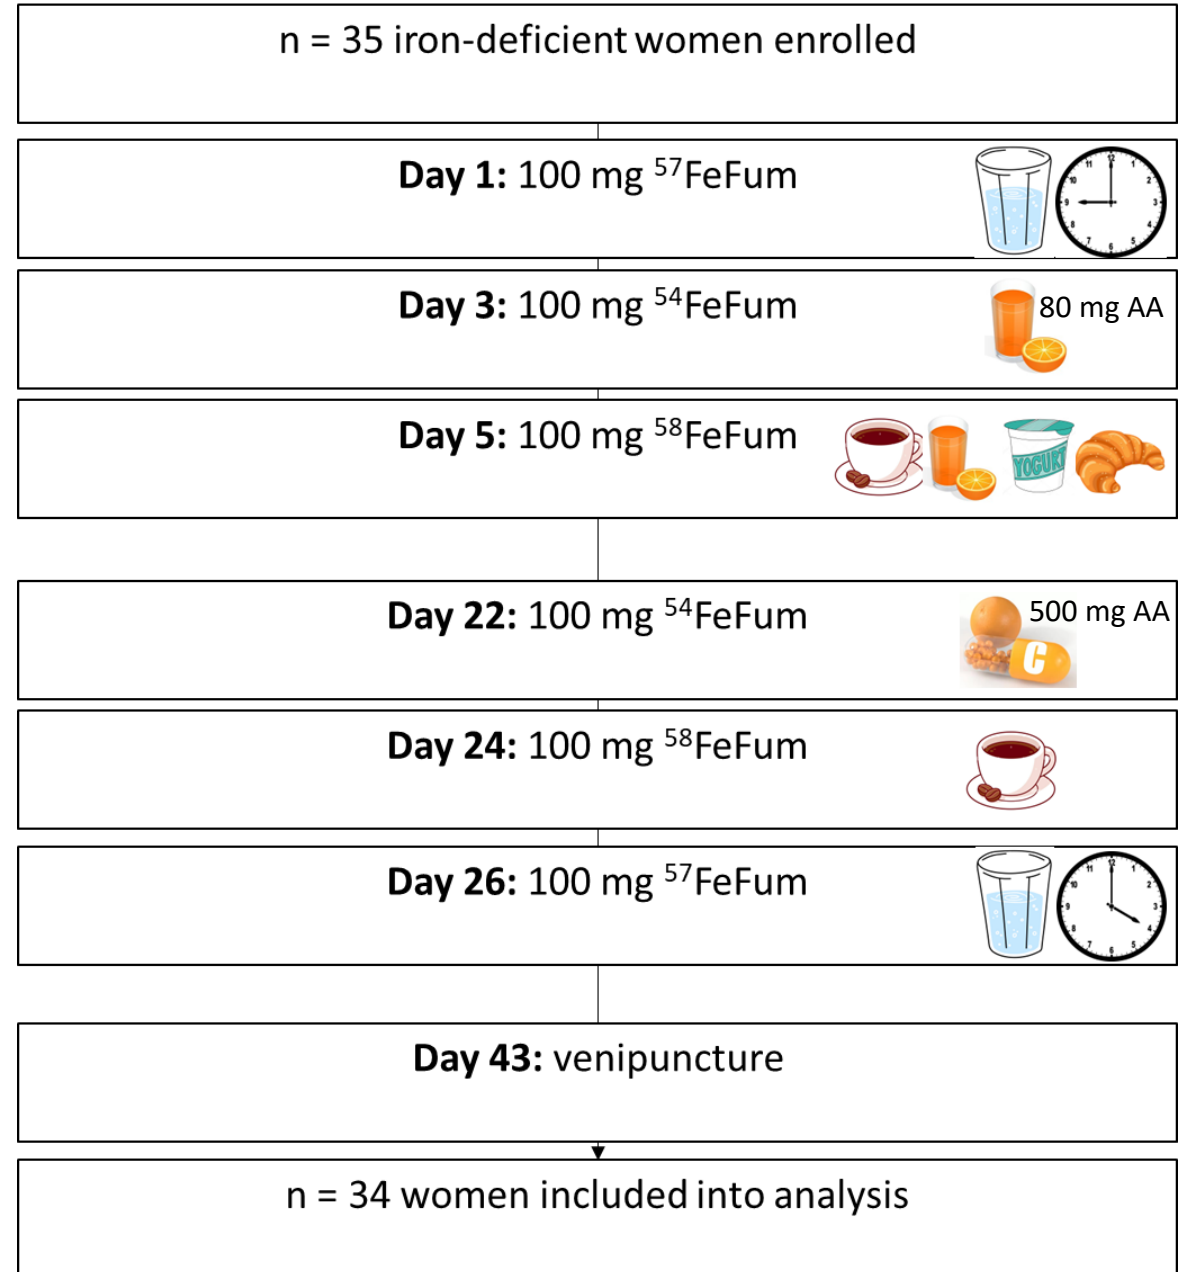 n = 35 iron-deficient women enrolled
Day 1: 100 mg ⁵⁷FeFum
Day 3: 100 mg ⁵⁴FeFum
80 mg AA
Day 5: 100 mg ⁵⁸FeFum
YOGURT
Day 22: 100 mg ⁵⁴FeFum
500 mg AA
C
Day 24: 100 mg ⁵⁸FeFum
Day 26: 100 mg ⁵⁷FeFum
Day 43: venipuncture
n = 34 women included into analysis